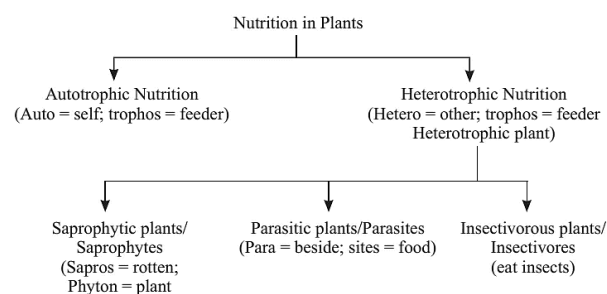 Nutrition in Plants
Autotrophic Nutrition
(Auto = self; trophos = feeder)
Heterotrophic Nutrition
(Hetero = other; trophos = feeder
Heterotrophic plant)
Saprophytic plants/
Saprophytes
(Sapros = rotten;
Phyton = plant
Parasitic plants/Parasites
(Para = beside; sites = food)
Insectivorous plants/
Insectivores
(eat insects)